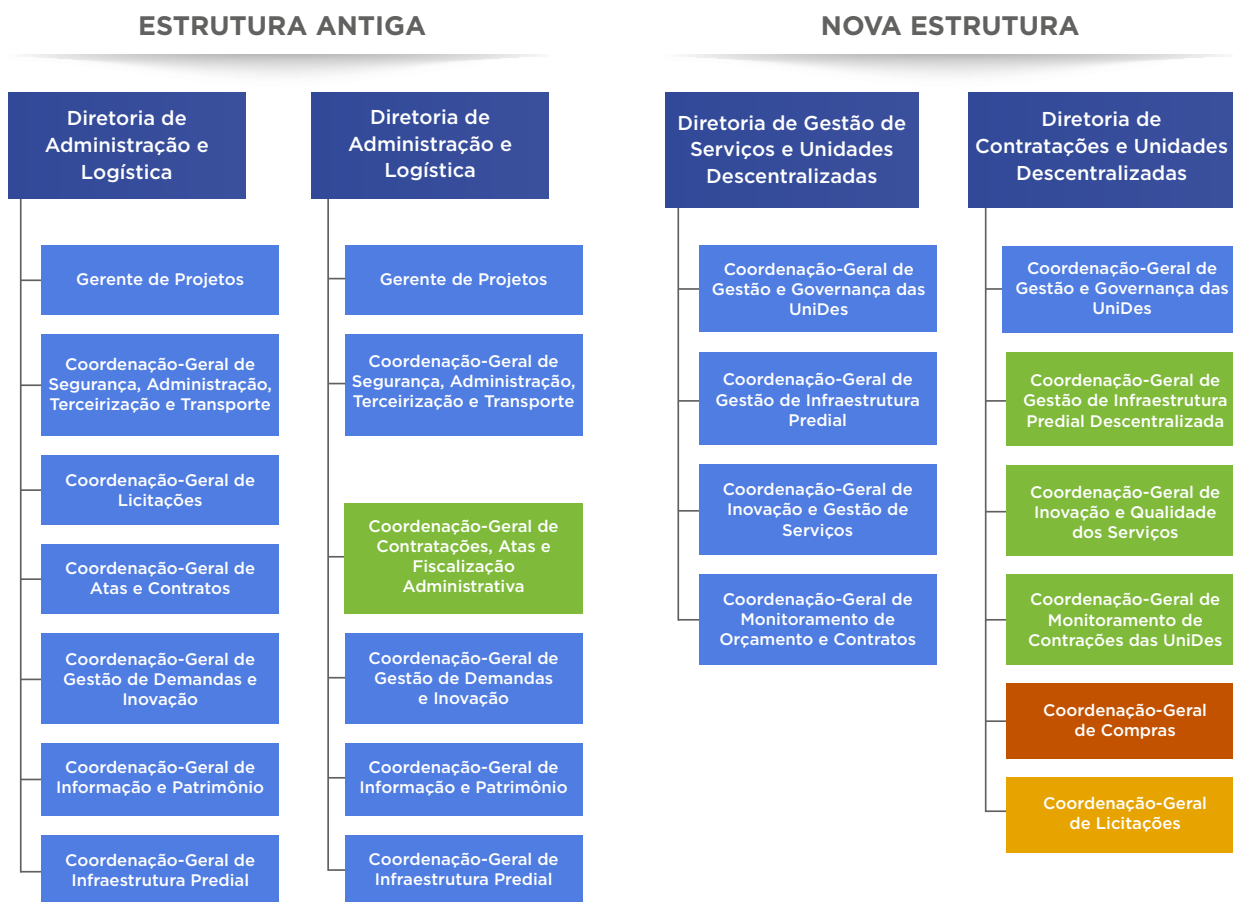 ESTRUTURA ANTIGA
Diretoria de
Administração e
Logística
Gerente de Projetos
Coordenação-Geral de
Segurança, Administração,
Terceirização e Transporte
Coordenação-Geral de
Licitações
Coordenação-Geral de
Atas e Contratos
Coordenação-Geral de
Gestão de Demandas e
Inovação
Coordenação-Geral de
Informação e Patrimônio
Coordenação-Geral de
Infraestrutura Predial
Diretoria de
Administração e
Logística
Gerente de Projetos
Coordenação-Geral de
Segurança, Administração,
Terceirização e Transporte
Coordenação-Geral de
Contratações, Atas e
Fiscalização
Administrativa
Coordenação-Geral de
Gestão de Demandas
e Inovação
Coordenação-Geral de
Informação e Patrimônio
Coordenação-Geral de
Infraestrutura Predial
NOVA ESTRUTURA
Diretoria de Gestão de
Serviços e Unidades
Descentralizadas
Coordenação-Geral de
Gestão e Governança das
UniDes
Coordenação-Geral de
Gestão de Infraestrutura
Predial
Coordenação-Geral de
Inovação e Gestão de
Serviços
Coordenação-Geral de
Monitoramento de
Orçamento e Contratos
Diretoria de
Contratações e Unidades
Descentralizadas
Coordenação-Geral de
Gestão e Governança das
UniDes
Coordenação-Geral de
Gestão de Infraestrutura
Predial Descentralizada
Coordenação-Geral de
Inovação e Qualidade
dos Serviços
Coordenação-Geral de
Monitoramento de
Contrações das UniDes
Coordenação-Geral
de Compras
Coordenação-Geral
de Licitações